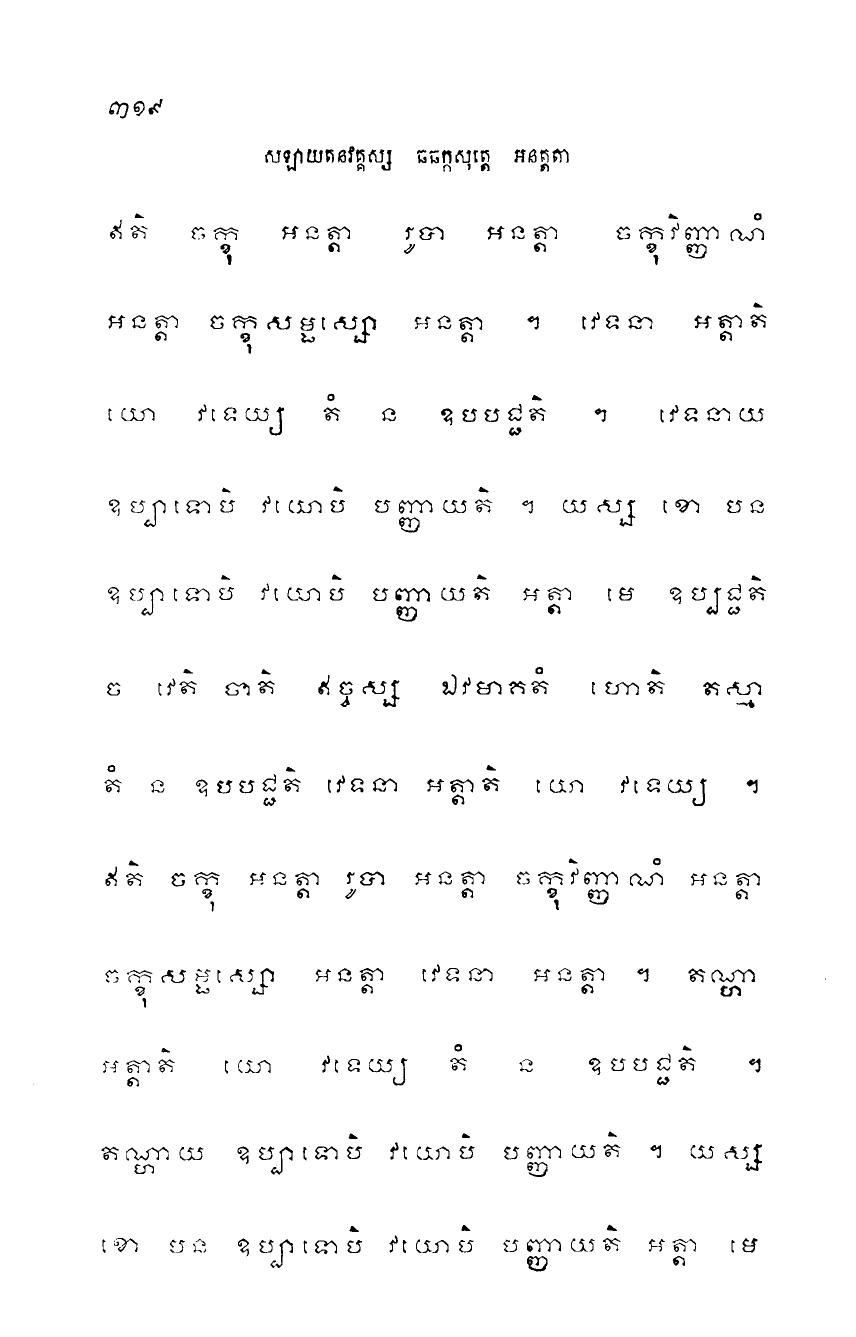 ៣១៩
សឡាយតនវគ្គស្ស ឆឆក្កសុត្តេ អនត្តតា
ឥតិ ចក្ខុ អនត្តា រូបា អនត្តា ចក្ខុវិញ្ញាណំ
អនត្តា ចក្ខុសម្ផស្សោ អនត្តា ។ វេទនា អត្តាតិ
យោ វទេយ្យ តំ ន ឧបបជ្ជតិ ។ វេទនាយ
ឧប្បាទោបិ វយោបិ បញ្ញាយតិ ។ យស្ស ខោ បន
ឧប្បាទោបិ វយោបិ បញ្ញាយតិ អត្តា មេ ឧប្បជ្ជតិ
ច វេតិ ចាតិ ឥច្ចស្ស ឯវមាគតំ ហោតិ តស្មា
តំ ន ឧបបជ្ជតិ វេទនា អត្តាតិ យោ វទេយ្យ ។
ឥតិ ចក្ខុ អនត្តា រូបា អនត្តា ចក្ខុវិញ្ញាណំ អនត្តា
ចក្ខុសម្ផស្សោ អនត្តា វេទនា អនត្តា ។ តណ្ហា
អត្តាតិ យោ វទេយ្យ តំ ន ឧបបជ្ជតិ ។
តណ្ហាយ ឧប្បាទោបិ វយោបិ បញ្ញាយតិ ។ យស្ស
ខោ បន ឧប្បាទោបិ វយោបិ បញ្ញាយតិ អត្តា មេ